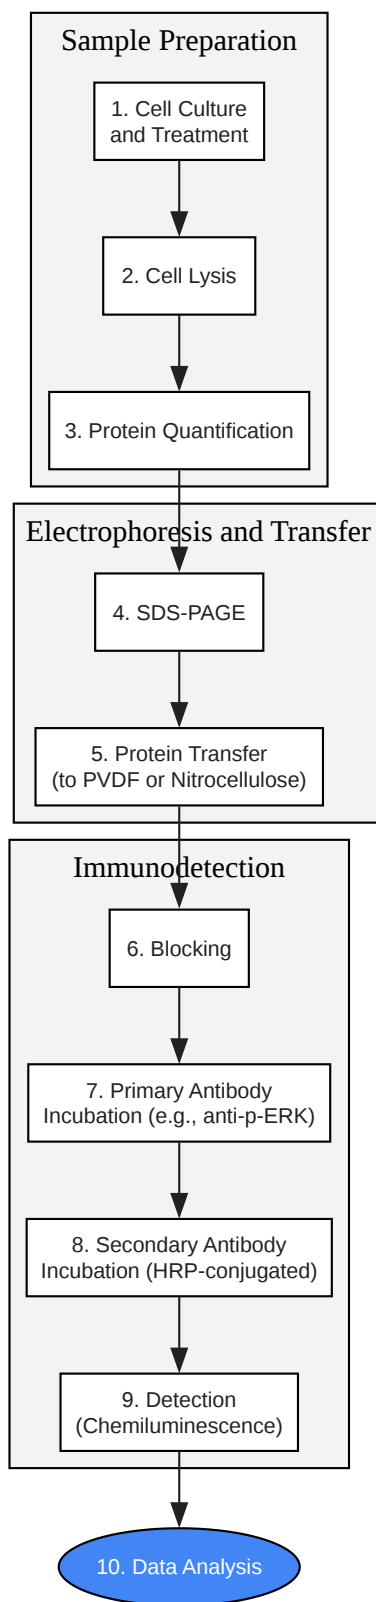 Sample Preparation
1. Cell Culture
and Treatment
2. Cell Lysis
3. Protein Quantification
Electrophoresis and Transfer
4. SDS-PAGE
5. Protein Transfer
(to PVDF or Nitrocellulose)
Immunodetection
6. Blocking
7. Primary Antibody
Incubation (e.g., anti-p-ERK)
8. Secondary Antibody
Incubation (HRP-conjugated)
9. Detection
(Chemiluminescence)
10. Data Analysis